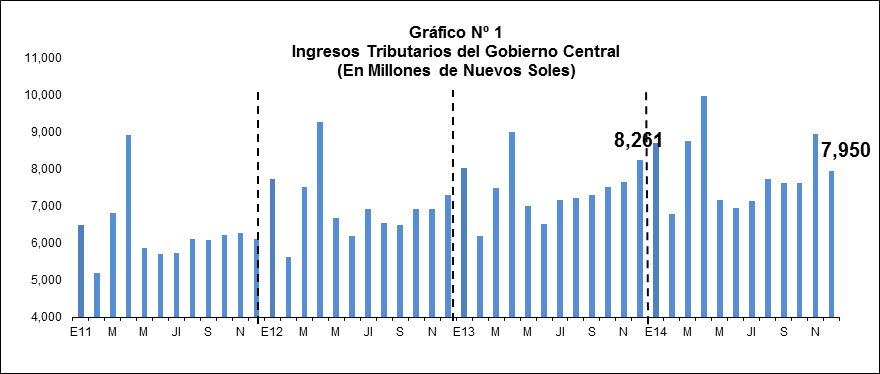 Gráfico Nº 1
Ingresos Tributarios del Gobierno Central
(En Millones de Nuevos Soles)
11,000
10,000
9,000
8,000
7,000
6,000
5,000
4,000
8,261
7,950
E11 M M Jl S N E12 M M Jl S N E13 M M Jl S N E14 M M Jl S N